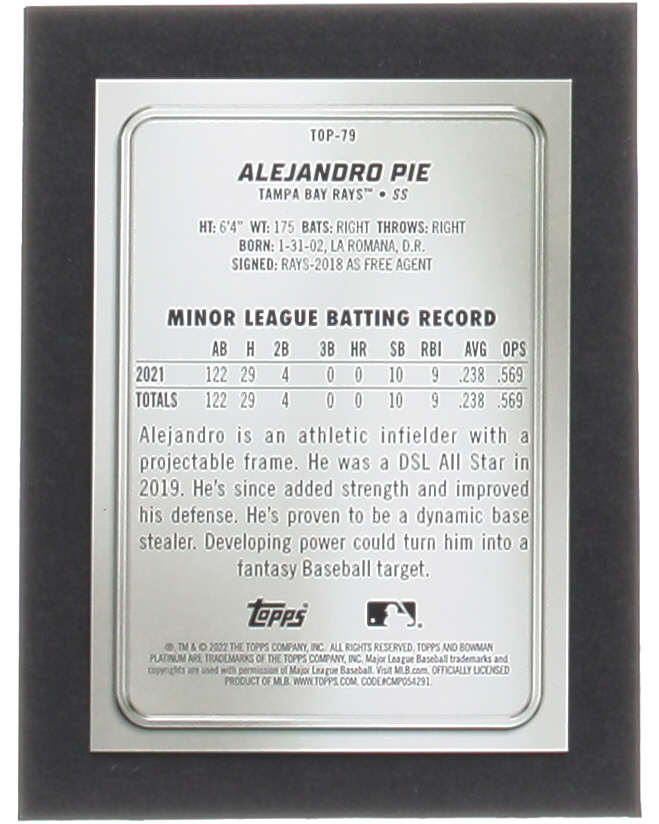 TOP-79
ALEJANDRO PIE
TAMPA BAY RAYS™ • SS
HT: 6'4" WT: 175 BATS: RIGHT THROWS: RIGHT
BORN: 1-31-02, LA ROMANA, D.R.
SIGNED: RAYS-2018 AS FREE AGENT
MINOR LEAGUE BATTING RECORD
AB H 2B 3B HR SB RBI AVG OPS
2021 122 29 4 0 0 10 9 .238 .569
TOTALS 122 29 4 0 0 10 9 .238 .569
Alejandro is an athletic infielder with a
projectable frame. He was a DSL All Star in
2019. He's since added strength and improved
his defense. He's proven to be a dynamic base
stealer. Developing power could turn him into a
fantasy Baseball target.
Topps
®, TM & © 2022 THE TOPPS COMPANY, INC. ALL RIGHTS RESERVED. TOPPS AND BOWMAN
PLATINUM ARE TRADEMARKS OF THE TOPPS COMPANY, INC. Major League Baseball trademarks and
copyrights are used with permission of Major League Baseball. Visit MLB.com. OFFICIALLY LICENSED
PRODUCT OF MLB. WWW.TOPPS.COM. CODE#CMP054291.